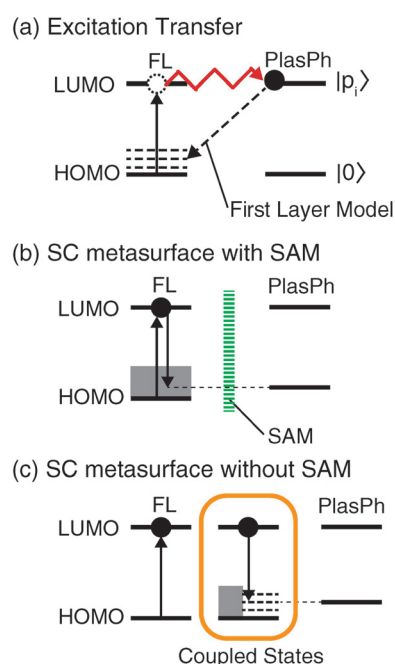 (a) Excitation Transfer
FL
PlasPh
LUMO
|pᵢ⟩
HOMO
|0⟩
First Layer Model
(b) SC metasurface with SAM
FL
PlasPh
LUMO
HOMO
SAM
(c) SC metasurface without SAM
FL
PlasPh
LUMO
HOMO
Coupled States